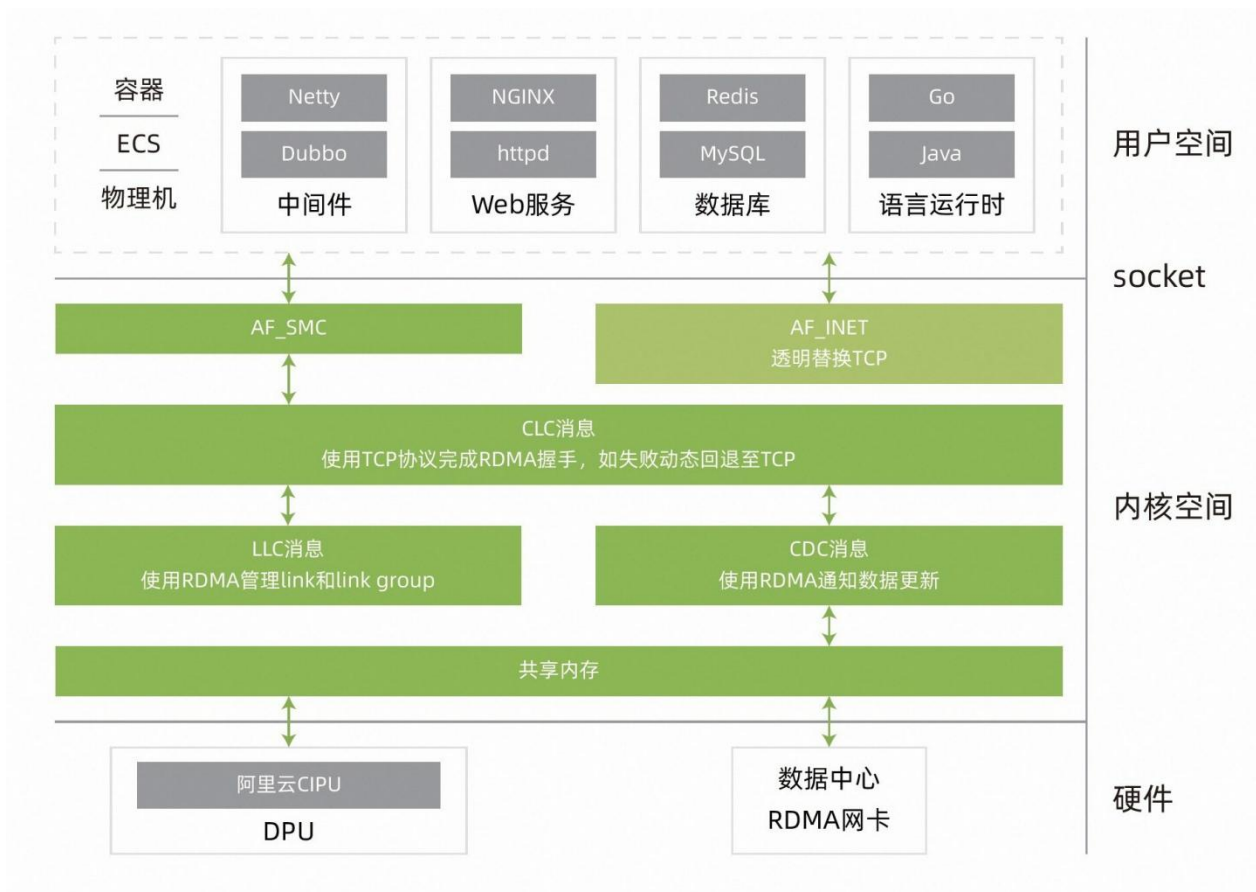 容器
ECS
物理机
Netty
Dubbo
中间件
NGINX
httpd
Web服务
Redis
MySQL
数据库
Go
Java
语言运行时
用户空间
socket
AF_SMC
AF_INET
透明替换TCP
CLC消息
使用TCP协议完成RDMA握手，如失败动态回退至TCP
LLC消息
使用RDMA管理link和link group
CDC消息
使用RDMA通知数据更新
内核空间
共享内存
阿里云CIPU
DPU
数据中心
RDMA网卡
硬件